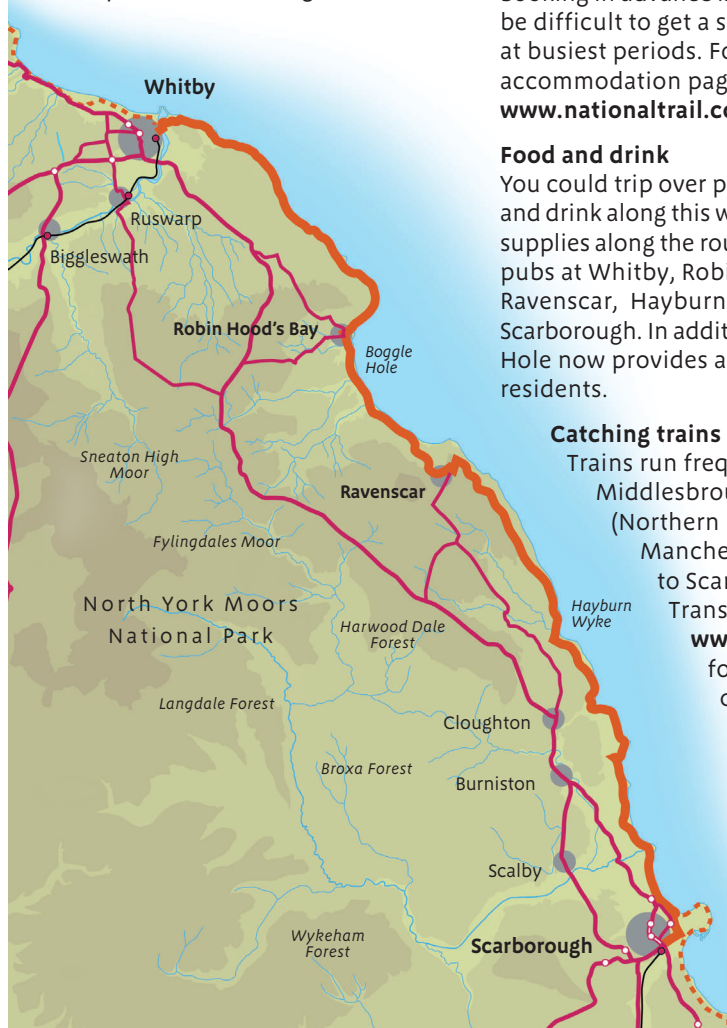 be difficult to get a s
at busiest periods. Fo
accommodation pag
www.nationaltrail.co
Food and drink
You could trip over p
and drink along this w
supplies along the rou
pubs at Whitby, Robi
Ravenscar, Hayburn
Scarborough. In addit
Hole now provides a
residents.
Catching trains
Trains run freq
Middlesbrou
(Northern
Manche
to Scar
Trans
ww
fo
c
Whitby
Ruswarp
Biggleswath
Robin Hood's Bay
Boggle
Hole
Sneaton High
Moor
Ravenscar
Fylingdales Moor
North York Moors
National Park
Harwood Dale
Forest
Hayburn
Wyke
Langdale Forest
Cloughton
Broxa Forest
Burniston
Scalby
Wykeham
Forest
Scarborough